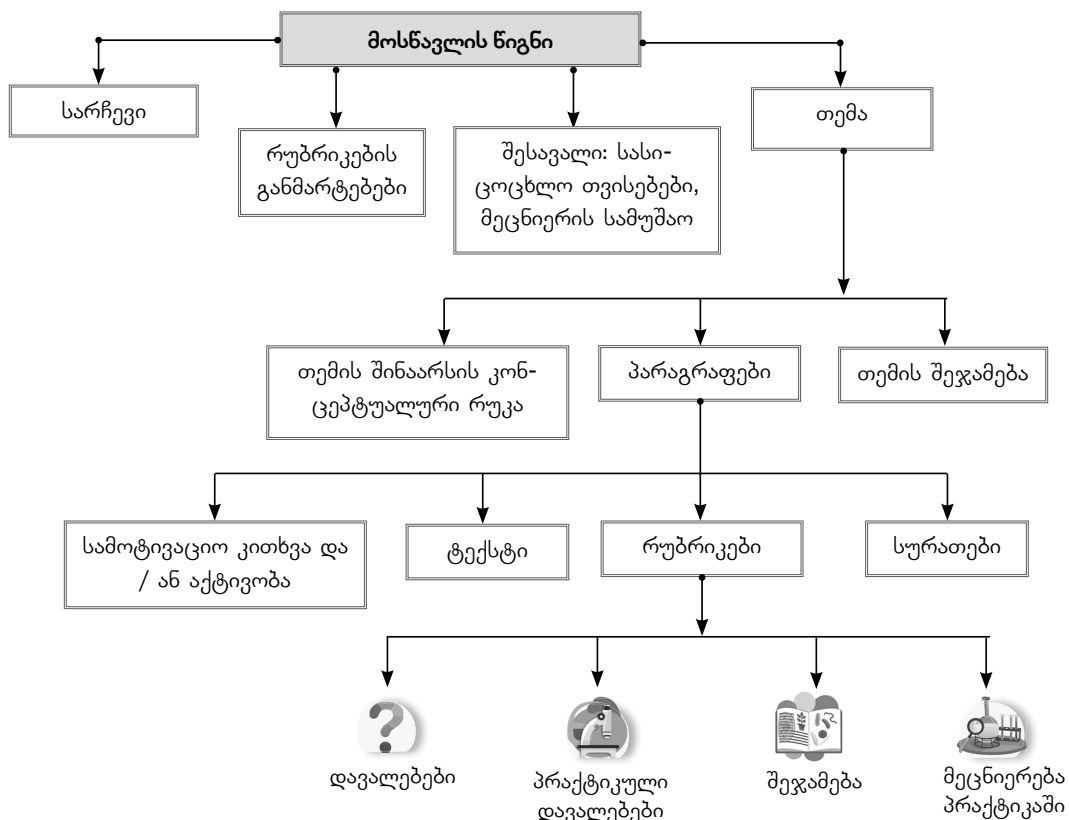 მოსწავლის წიგნი
სარჩევი
რუბრიკების
განმარტებები
შესავალი: სასი-
ცოცხლო თვისებები,
მეცნიერის სამუშაო
თემა
თემის შინაარსის კონ-
ცეპტუალური რუკა
პარაგრაფები
თემის შეჯამება
სამოტივაციო კითხვა და
/ ან აქტივობა
ტექსტი
რუბრიკები
სურათები
დავალებები
პრაქტიკული
დავალებები
შეჯამება
მეცნიერება
პრაქტიკაში